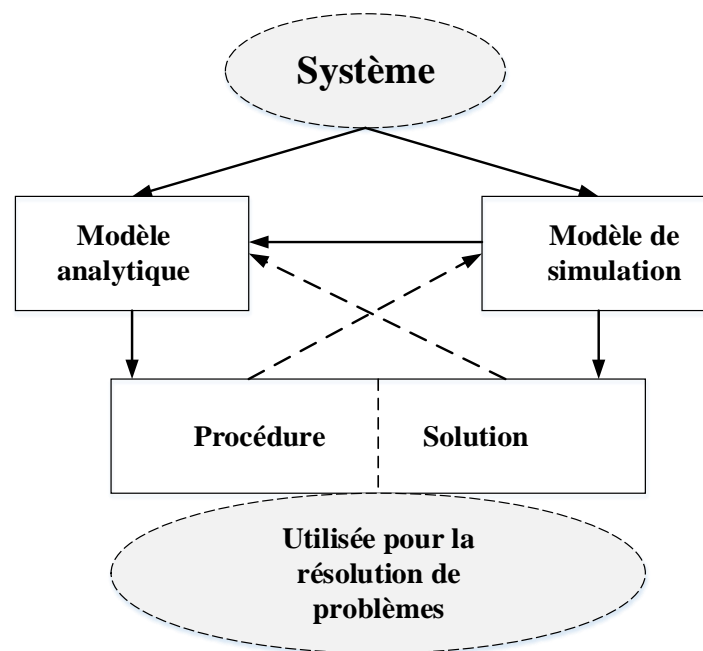 Système
Modèle
analytique
Modèle de
simulation
Procédure
Solution
Utilisée pour la
résolution de
problèmes